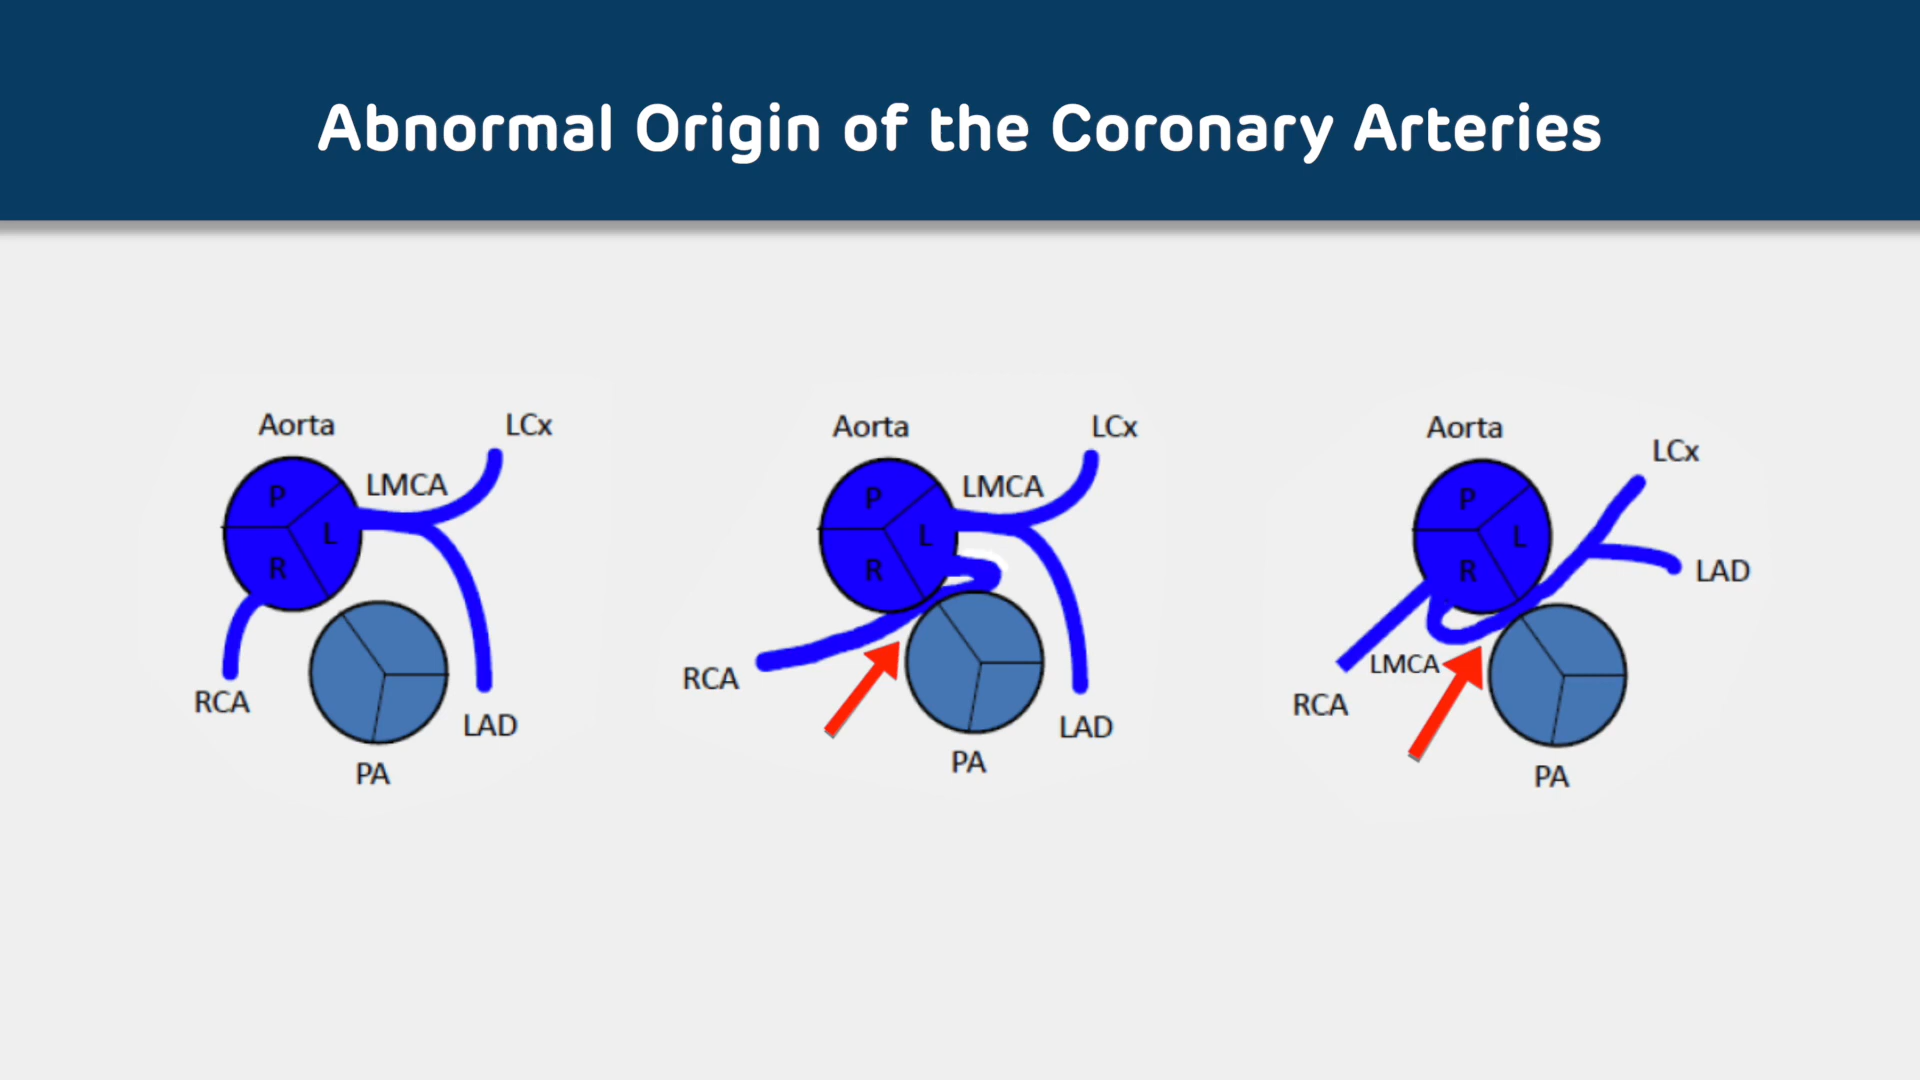 Abnormal Origin of the Coronary Arteries
Aorta
LCx
LMCA
P
L
R
RCA
LAD
PA
Aorta
LCx
LMCA
P
L
R
RCA
LAD
PA
Aorta
LCx
P
L
R
LAD
LMCA
RCA
PA